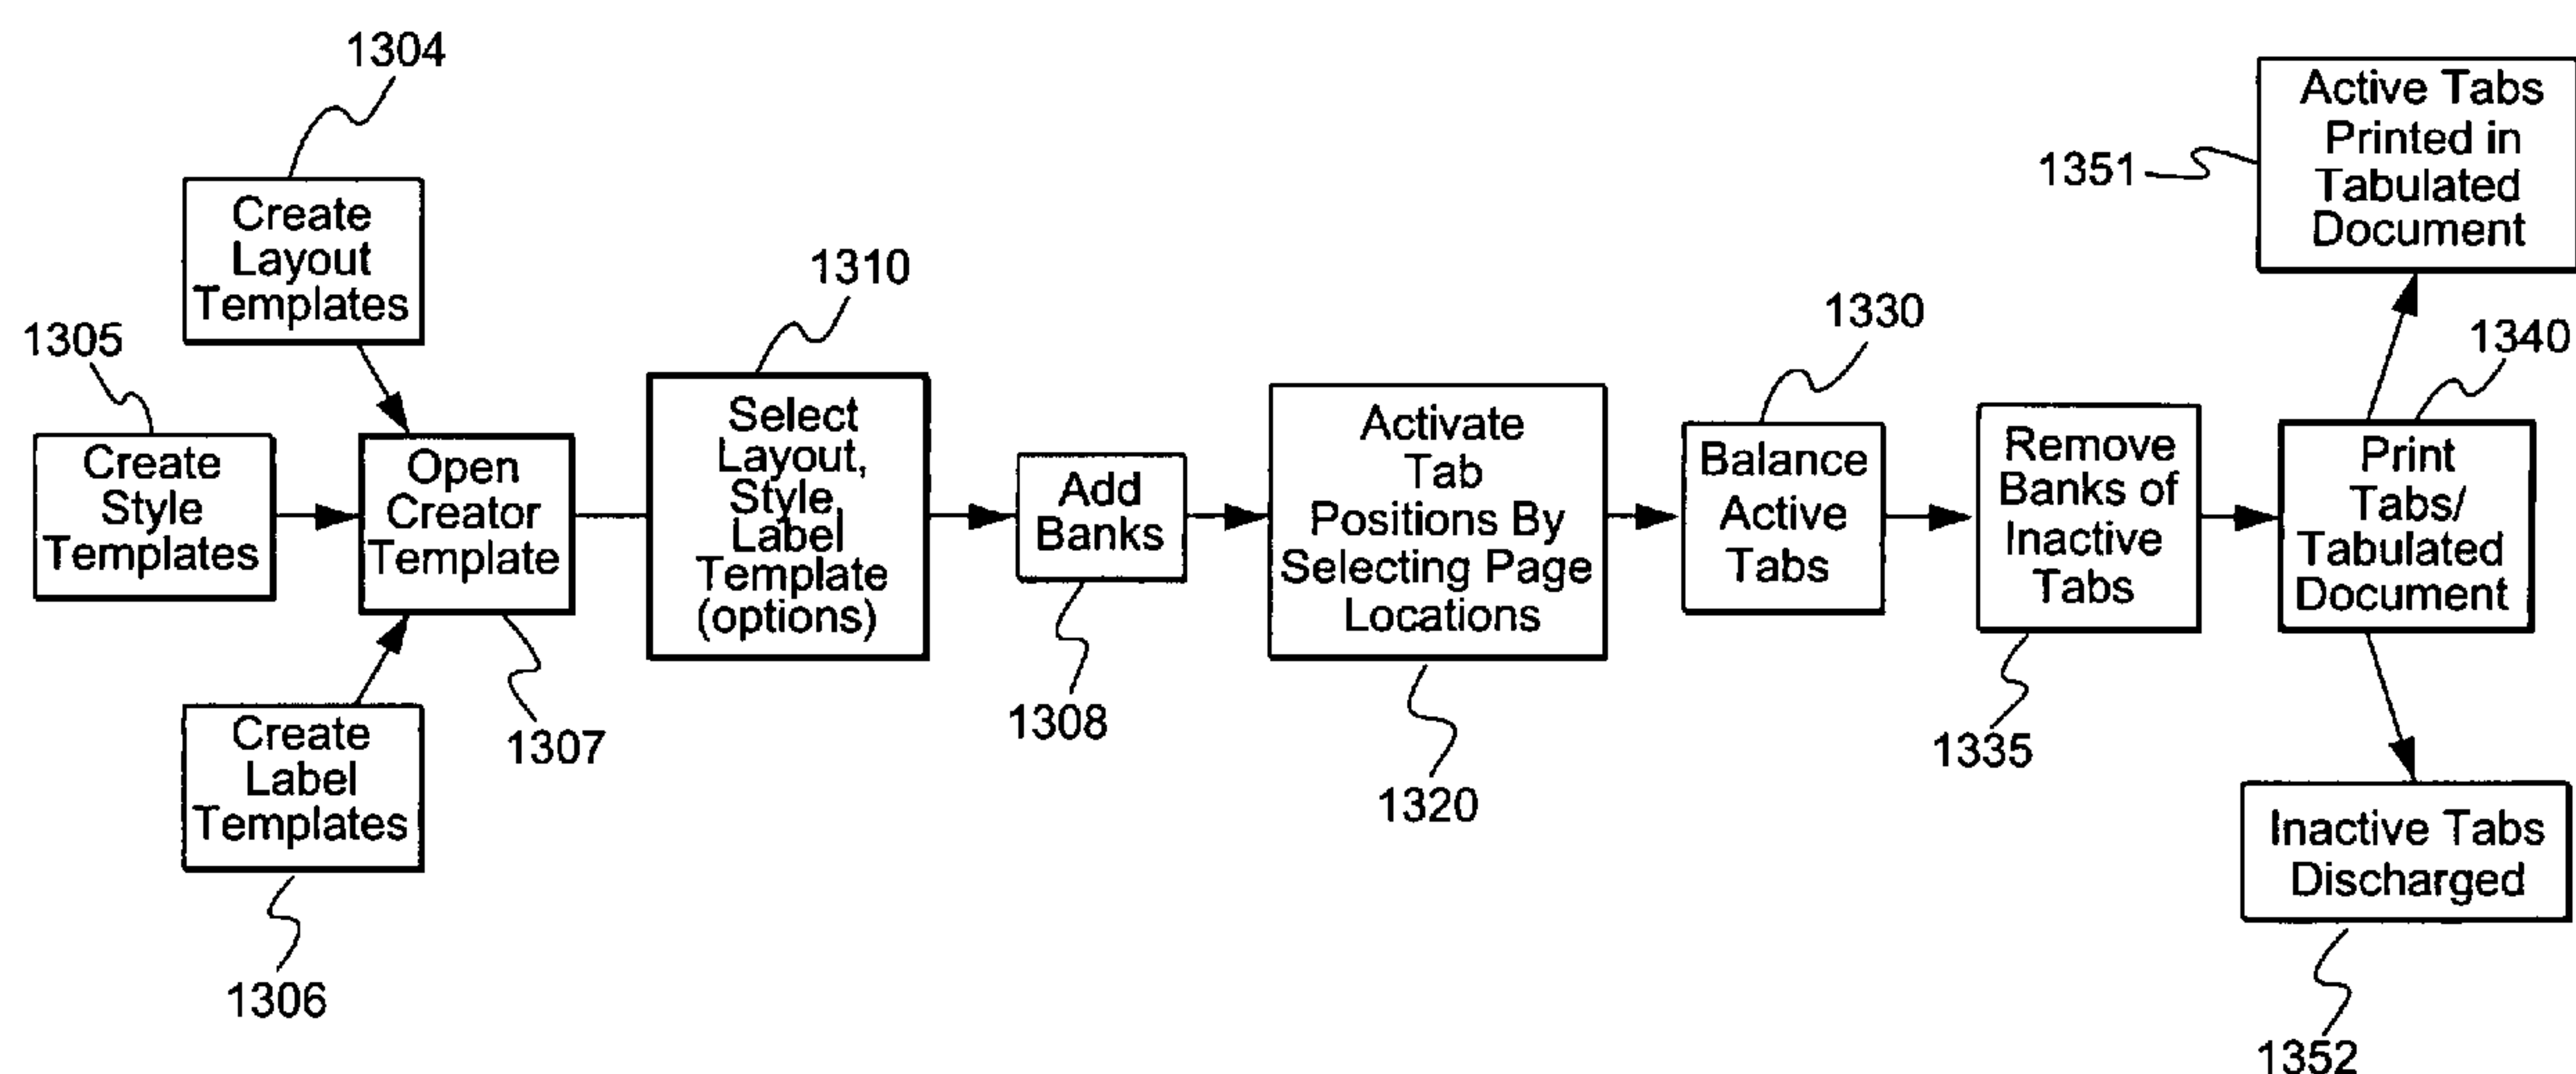 1304
Create
Layout
Templates
1305
Create
Style
Templates
Create
Label
Templates
1306
Open
Creator
Template
1307
1310
Select
Layout,
Style,
Label
Template
(options)
Add
Banks
1308
Activate
Tab
Positions By
Selecting Page
Locations
1320
1330
Balance
Active
Tabs
Remove
Banks of
Inactive
Tabs
1335
1340
Print
Tabs/
Tabulated
Document
1351
Active Tabs
Printed in
Tabulated
Document
Inactive Tabs
Discharged
1352